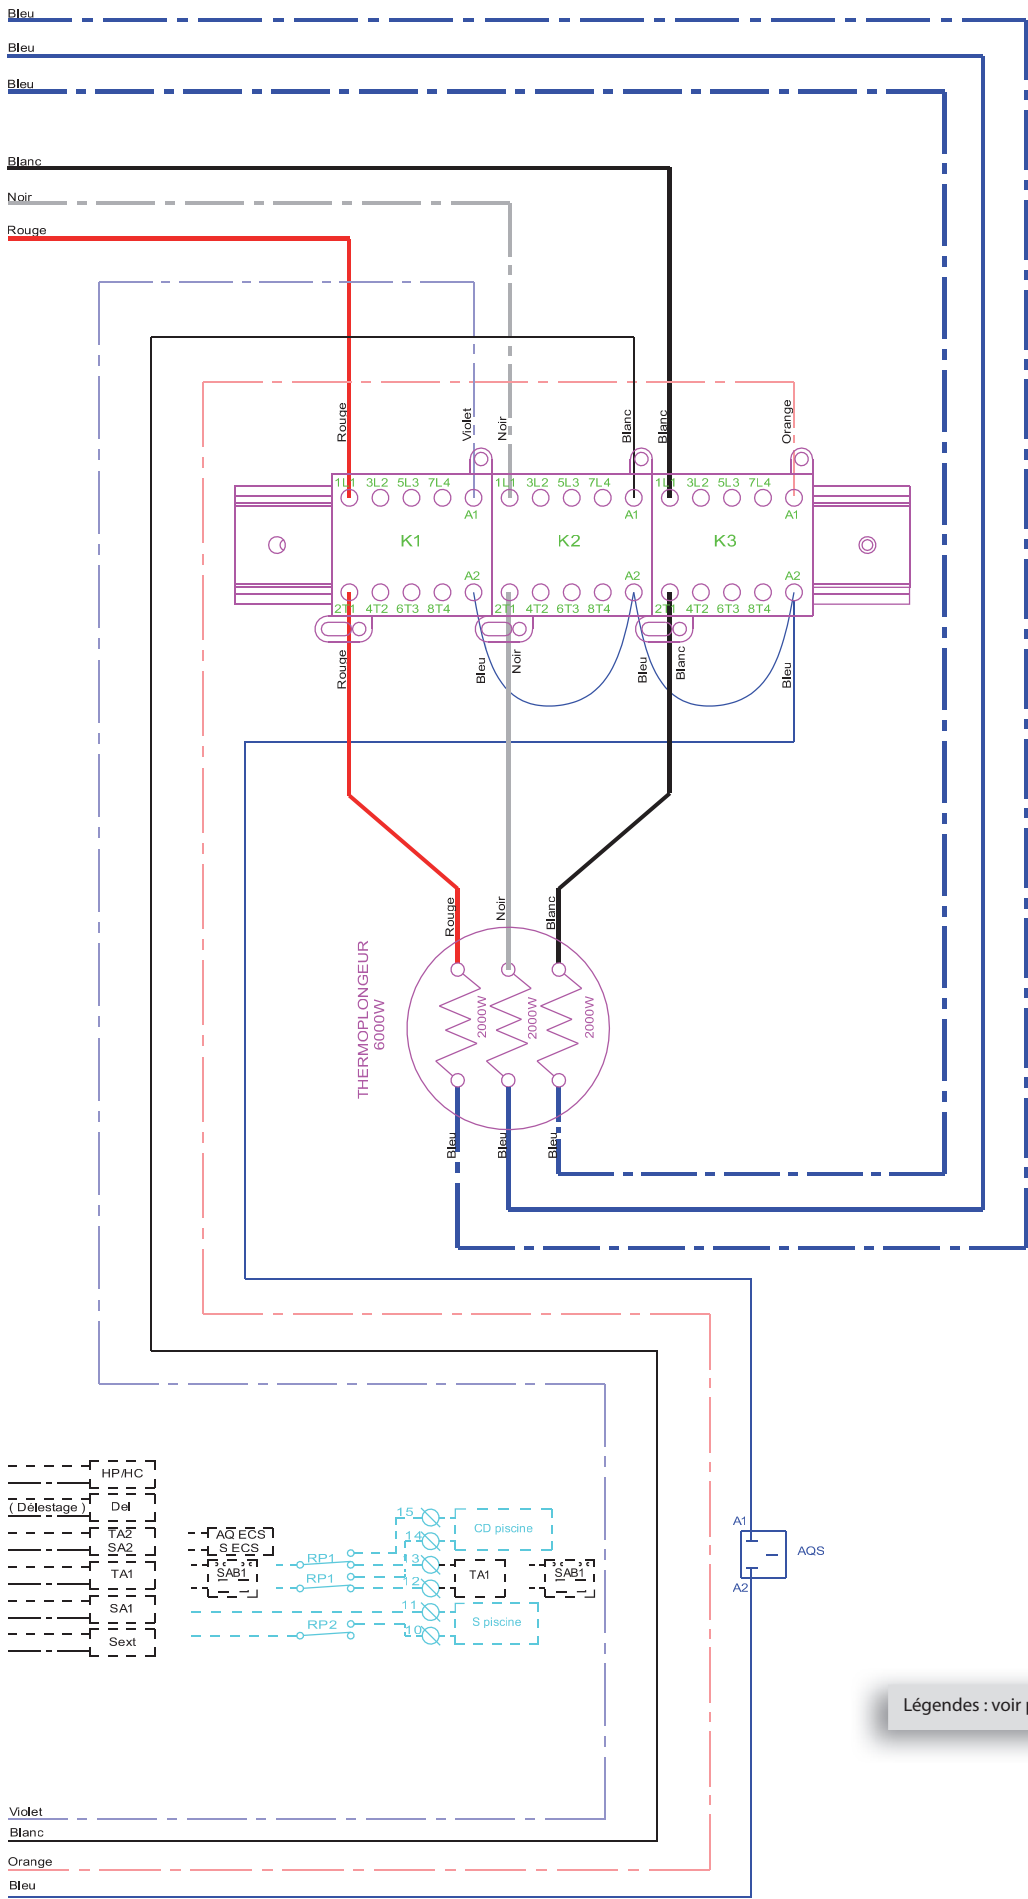 Bleu
Bleu
Bleu
Blanc
Noir
Rouge
Rouge
Violet
Noir
Blanc
Blanc
Orange
1L1 3L2 5L3 7L4 1L1 3L2 5L3 7L4 1L1 3L2 5L3 7L4
A1 A1 A1
K1 K2 K3
A2 A2 A2
2T1 4T2 6T3 8T4 2T1 4T2 6T3 8T4 2T1 4T2 6T3 8T4
Rouge
Bleu
Noir
Bleu
Blanc
Bleu
Rouge
Noir
Blanc
THERMOPLONGEUR
6000W
2000W
2000W
2000W
Bleu
Bleu
Bleu
HP/HC
( Délestage ) Del
TA2
SA2
TA1
SA1
Sext
AQ ECS
S ECS
SAB1
RP1
RP1
RP2
15
14
13
12
11
10
CD piscine
TA1
S piscine
SAB1
A1
AQS
A2
Légendes : voir
Violet
Blanc
Orange
Bleu